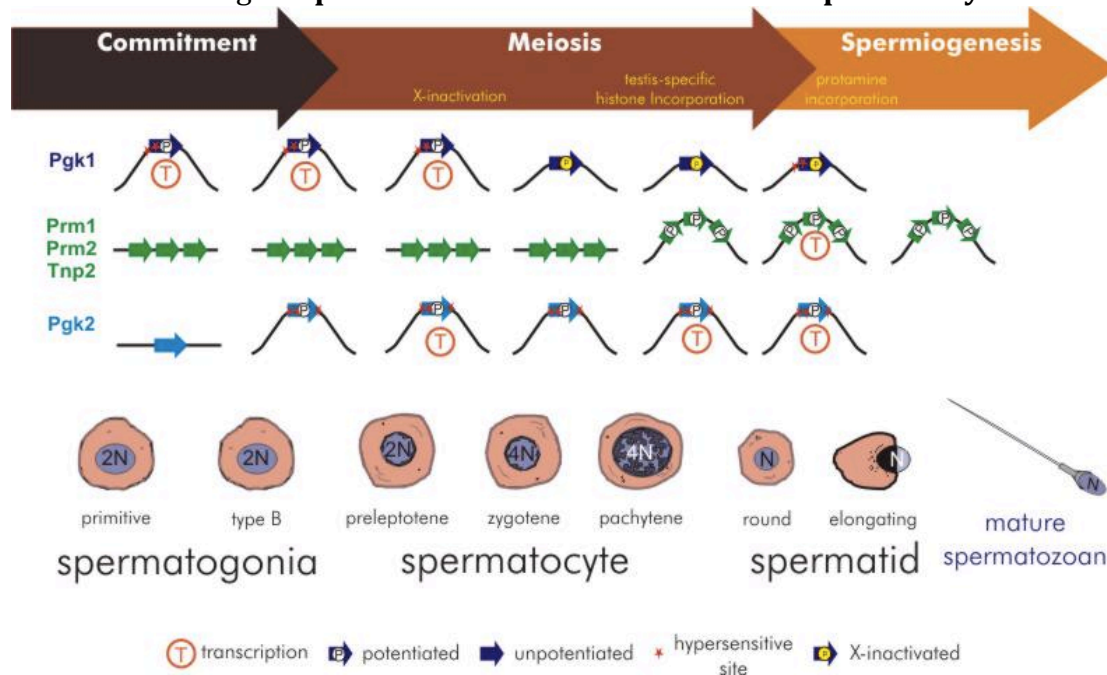 Commitment Meiosis Spermiogenesis
X-inactivation
testis-specific
histone Incorporation
protamine
incorporation
Pgk1 P P P P P P
T T T
Prm1
Prm2
Tnp2
P P P P P P P P P
T
Pgk2 P P P P P
T T T
2N 2N 2N 4N 4N N N N
primitive type B preleptotene zygotene pachytene round elongating
spermatogonia spermatocyte spermatid
mature
spermatozoan
T transcription P potentiated unpotentiated hypersensitive
site
P X-inactivated